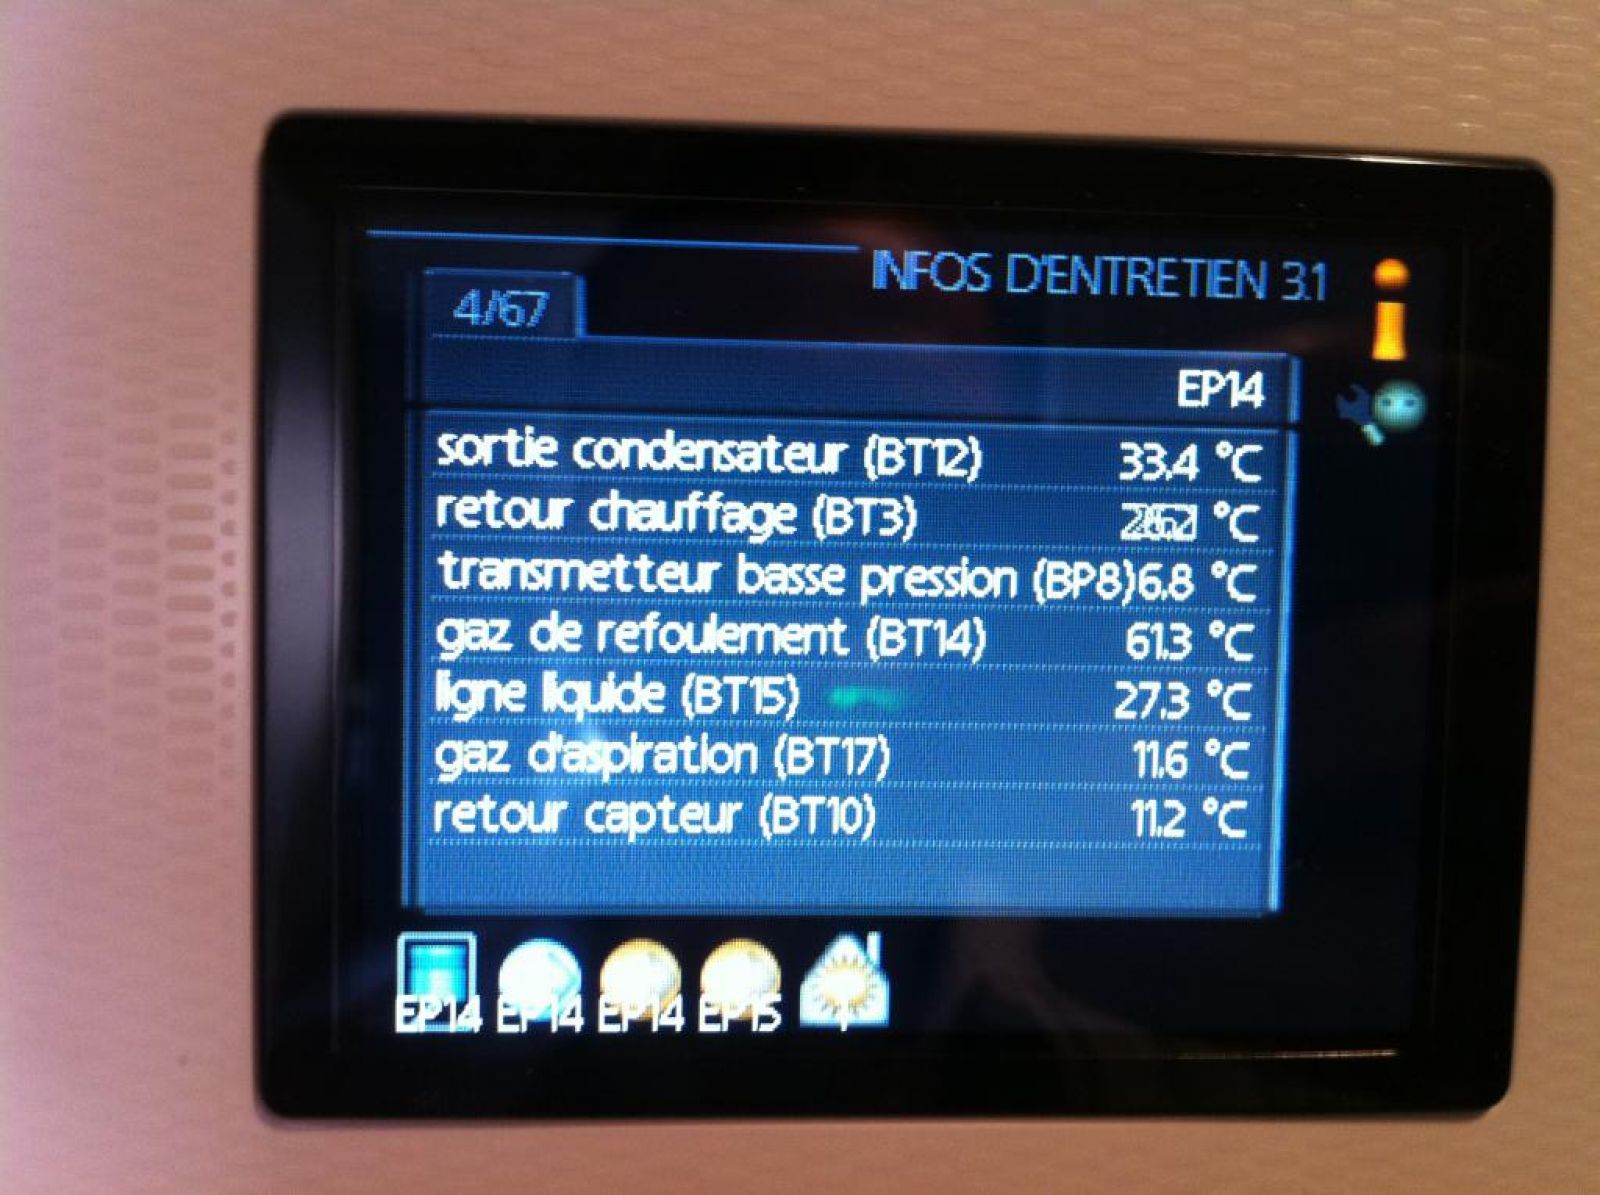 INFOS D'ENTRETIEN 3.1
4/67
EP14
sortie condensateur (BT12) 33.4 °C
retour chauffage (BT3) °C
transmetteur basse pression (BP8) 6.8 °C
gaz de refoulement (BT14) 61.3 °C
ligne liquide (BT15) 27.3 °C
gaz d'aspiration (BT17) 11.6 °C
retour capteur (BT10) 11.2 °C
EP14 EP14 EP14 EP15